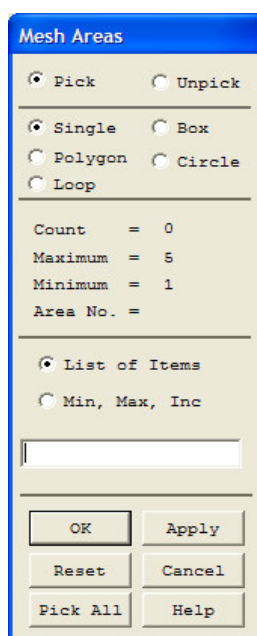 Mesh Areas
Pick Unpick
Single Box
Polygon Circle
Loop
Count = 0
Maximum = 5
Minimum = 1
Area No. =
List of Items
Min, Max, Inc
OK Apply
Reset Cancel
Pick All Help